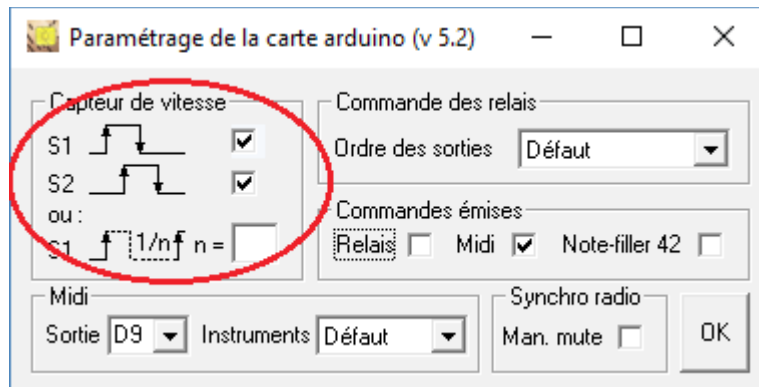 Paramétrage de la carte arduino (v 5.2)
Capteur de vitesse
S1
S2
ou :
S1 1/n n =
Commande des relais
Ordre des sorties Défaut
Commandes émises
Relais Midi Note-filler 42
Midi
Sortie D9 Instruments Défaut
Synchro radio
Man. mute
OK